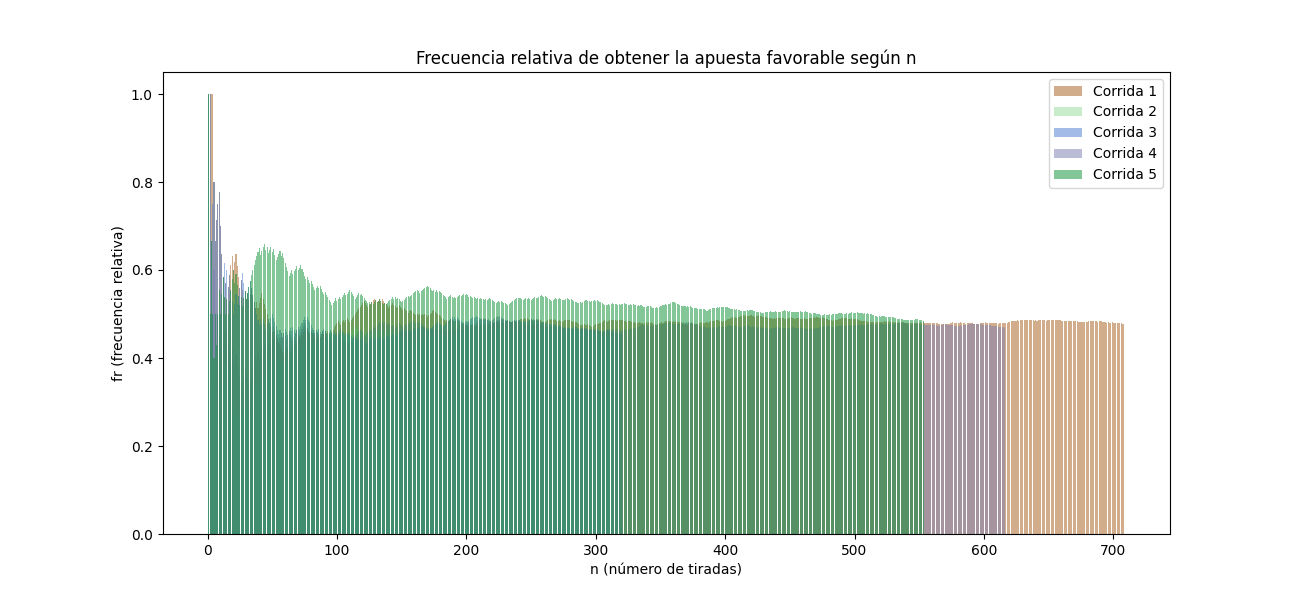 Frecuencia relativa de obtener la apuesta favorable según n
fr (frecuencia relativa)
1.0
0.8
0.6
0.4
0.2
0.0
Corrida 1
Corrida 2
Corrida 3
Corrida 4
Corrida 5
0 100 200 300 400 500 600 700
n (número de tiradas)